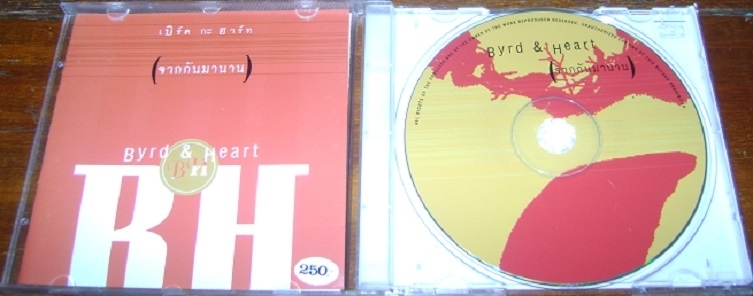 เบิร์ด กะ ฮาร์ท
(จากกันมานาน)
Byrd & Heart
BH
BH
250.-
Byrd & Heart
(จากกันมานาน)